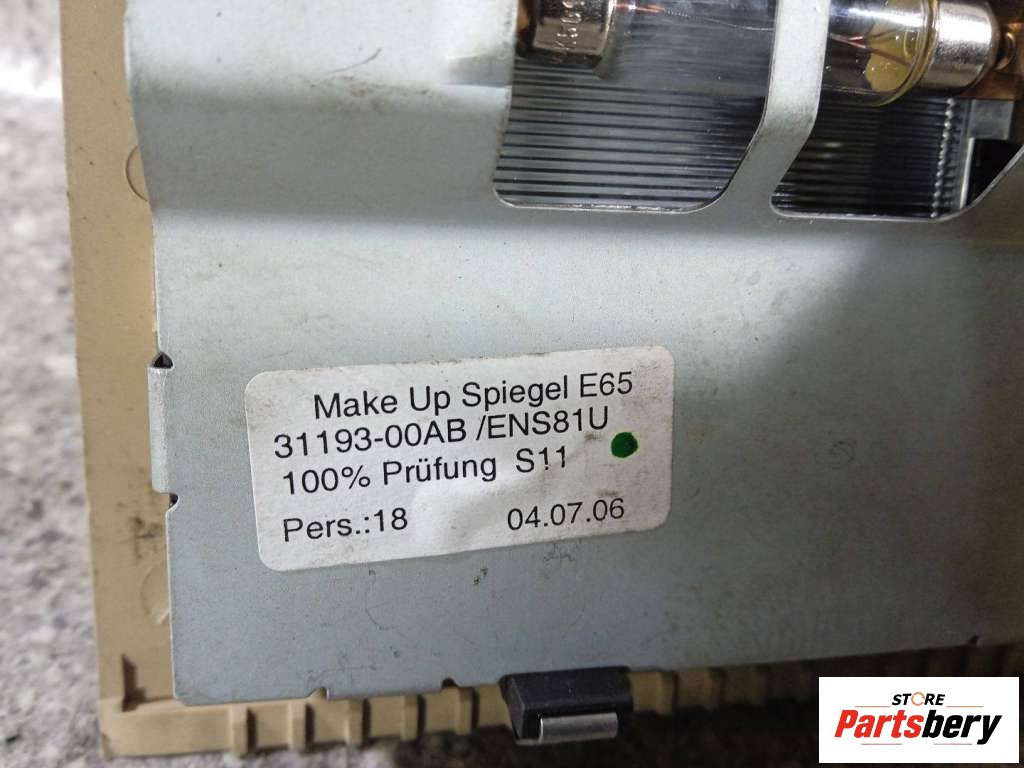 Make Up Spiegel E65
31193-00AB /ENS81U
100% Prüfung S11
Pers.:18 04.07.06
STORE
Partsbery